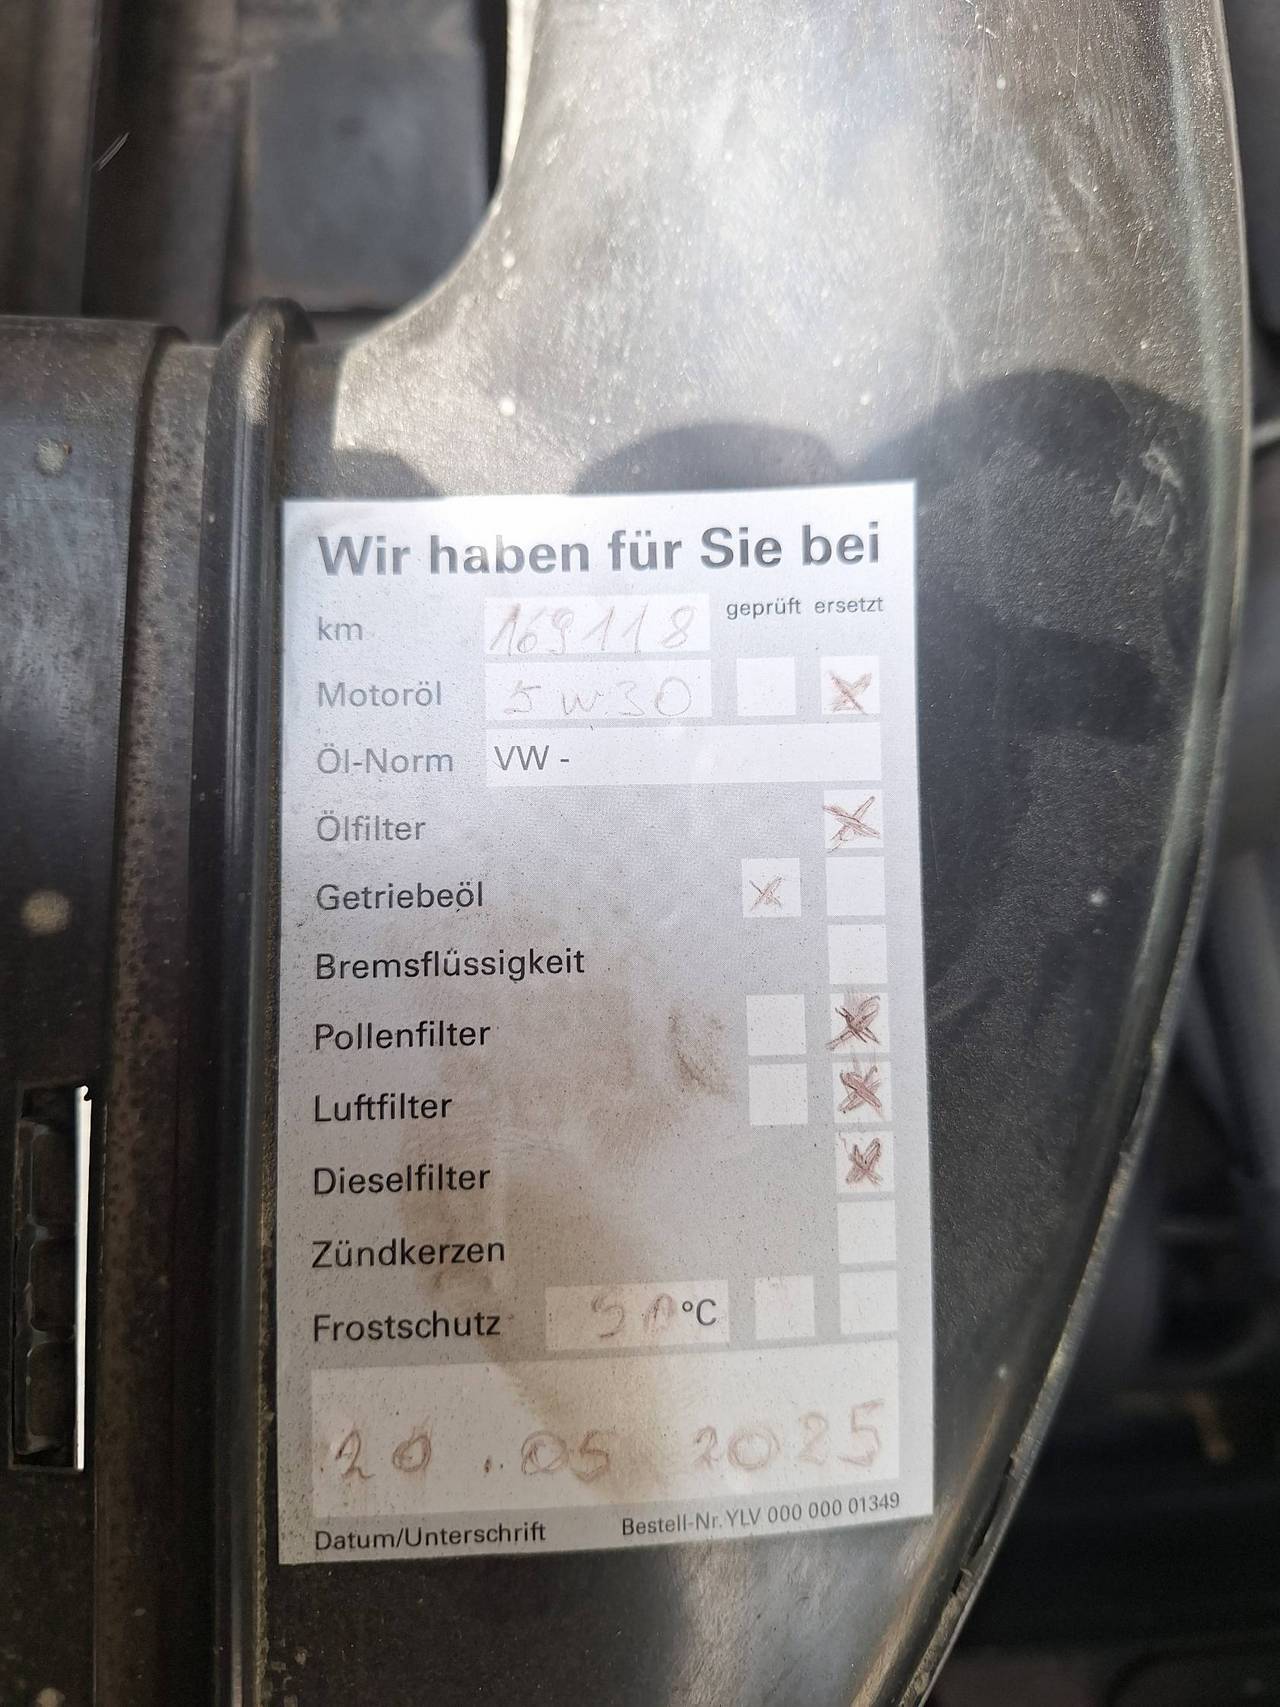 Wir haben für Sie bei
geprüft ersetzt
km 169118
Motoröl 5W30
Öl-Norm VW -
Ölfilter
Getriebeöl
Bremsflüssigkeit
Pollenfilter
Luftfilter
Dieselfilter
Zündkerzen
Frostschutz °C
20.05 2025
Datum/Unterschrift Bestell-Nr. YLV 000 000 01349